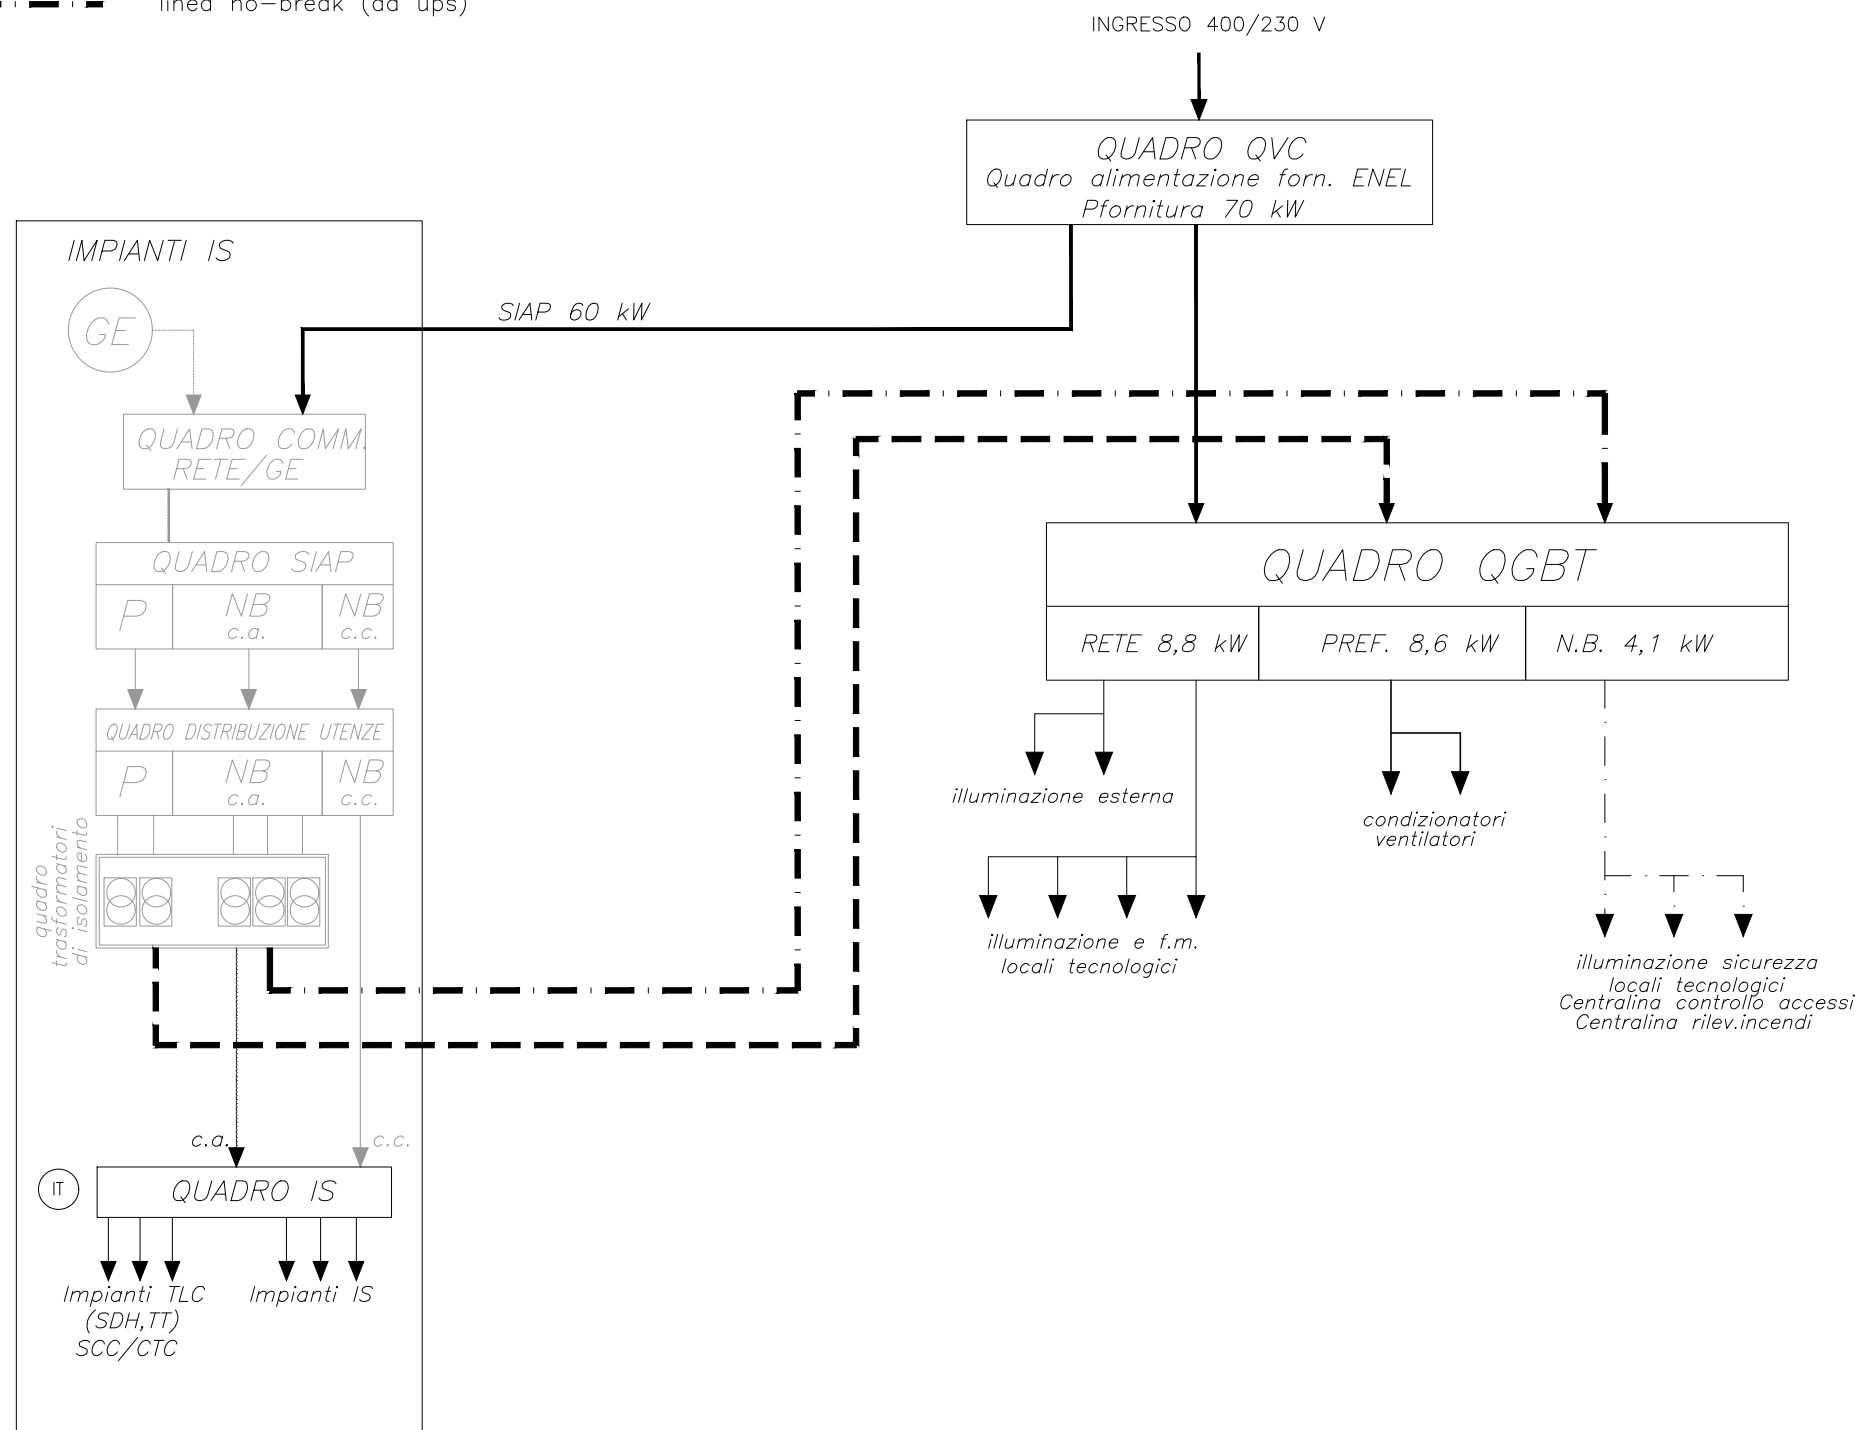 linea no-break (da ups)
INGRESSO 400/230 V
QUADRO QVC
Quadro alimentazione forn. ENEL
Pfornitura 70 kW
IMPIANTI IS
GE
SIAP 60 kW
QUADRO COMM.
RETE/GE
QUADRO SIAP
P
NB
c.a.
NB
c.c.
QUADRO DISTRIBUZIONE UTENZE
P
NB
c.a.
NB
c.c.
quadro
trasformatori
di isolamento
c.a.
c.c.
IT
QUADRO IS
Impianti TLC
(SDH,TT)
SCC/CTC
Impianti IS
QUADRO QGBT
RETE 8,8 kW
PREF. 8,6 kW
N.B. 4,1 kW
illuminazione esterna
condizionatori
ventilatori
illuminazione e f.m.
locali tecnologici
illuminazione sicurezza
locali tecnologici
Centralina controllo accessi
Centralina rilev.incendi